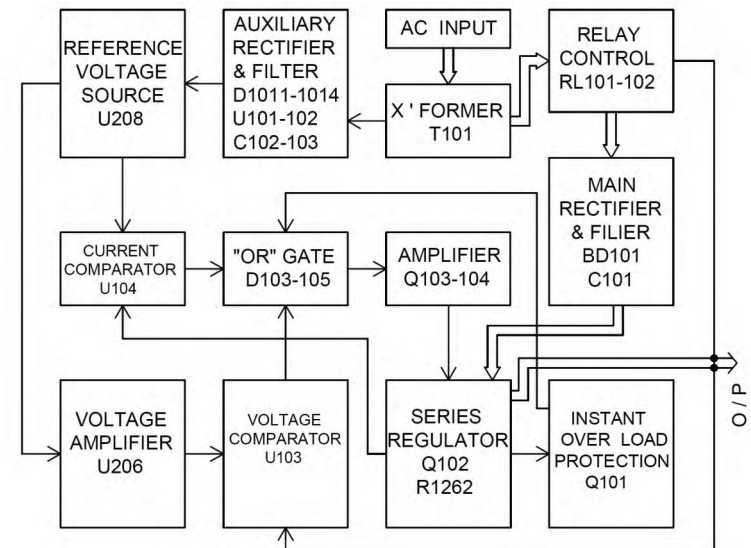 REFERENCE
VOLTAGE
SOURCE
U208
AUXILIARY
RECTIFIER
& FILTER
D1011-1014
U101-102
C102-103
AC INPUT
X ' FORMER
T101
RELAY
CONTROL
RL101-102
MAIN
RECTIFIER
& FILIER
BD101
C101
CURRENT
COMPARATOR
U104
"OR" GATE
D103-105
AMPLIFIER
Q103-104
VOLTAGE
AMPLIFIER
U206
VOLTAGE
COMPARATOR
U103
SERIES
REGULATOR
Q102
R1262
INSTANT
OVER LOAD
PROTECTION
Q101
O / P